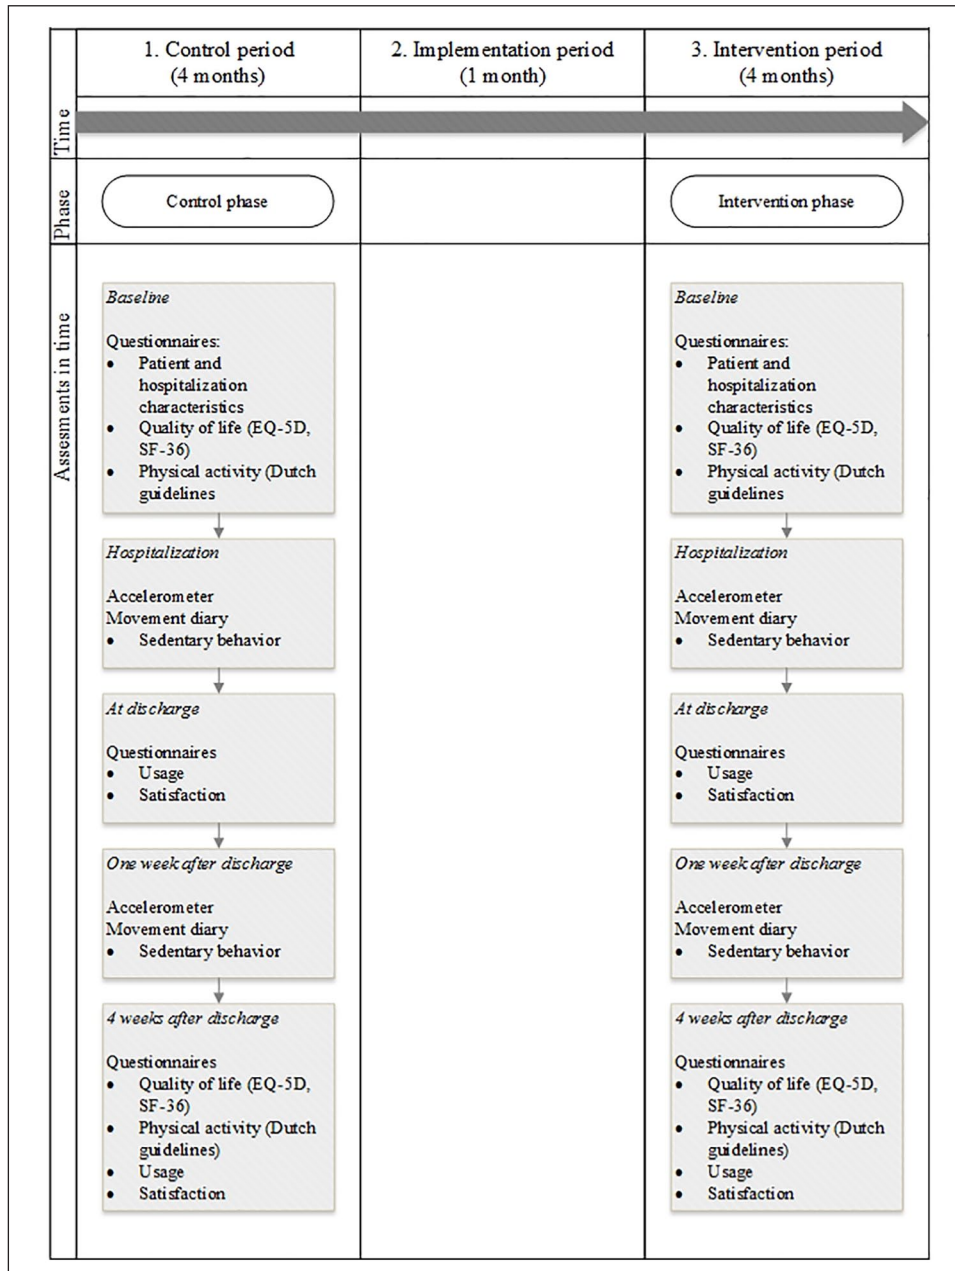 1. Control period
(4 months)
2. Implementation period
(1 month)
3. Intervention period
(4 months)
Time
Phase
Control phase
Intervention phase
Assesments in time
Baseline
Questionnaires:
• Patient and
hospitalization
characteristics
• Quality of life (EQ-5D,
SF-36)
• Physical activity (Dutch
guidelines
Hospitalization
Accelerometer
Movement diary
• Sedentary behavior
At discharge
Questionnaires
• Usage
• Satisfaction
One week after discharge
Accelerometer
Movement diary
• Sedentary behavior
4 weeks after discharge
Questionnaires
• Quality of life (EQ-5D,
SF-36)
• Physical activity (Dutch
guidelines)
• Usage
• Satisfaction
Baseline
Questionnaires:
• Patient and
hospitalization
characteristics
• Quality of life (EQ-5D,
SF-36)
• Physical activity (Dutch
guidelines
Hospitalization
Accelerometer
Movement diary
• Sedentary behavior
At discharge
Questionnaires
• Usage
• Satisfaction
One week after discharge
Accelerometer
Movement diary
• Sedentary behavior
4 weeks after discharge
Questionnaires
• Quality of life (EQ-5D,
SF-36)
• Physical activity (Dutch
guidelines)
• Usage
• Satisfaction